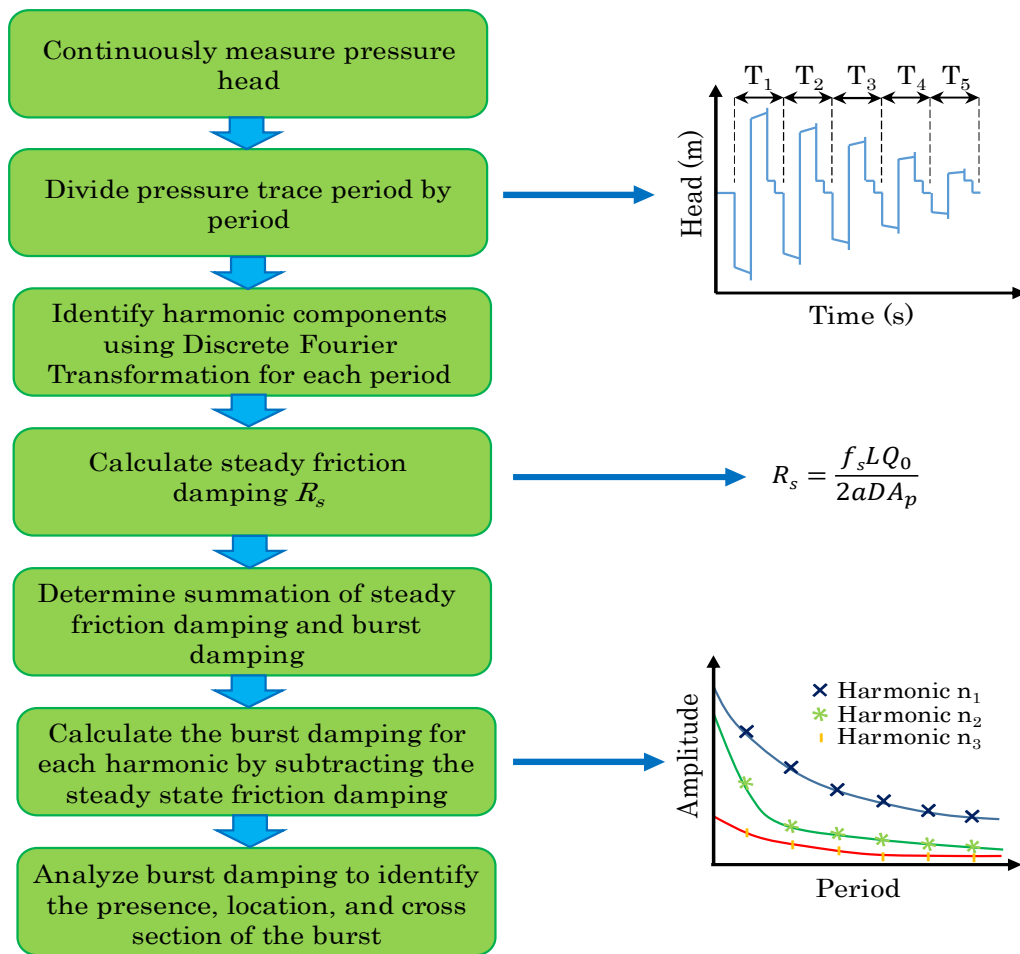 Continuously measure pressure
head
Divide pressure trace period by
period
T₁ T₂ T₃ T₄ T₅
Head (m)
Time (s)
Identify harmonic components
using Discrete Fourier
Transformation for each period
Calculate steady friction
damping Rₛ
Rₛ = fₛLQ₀ / 2aDAₚ
Determine summation of steady
friction damping and burst
damping
Calculate the burst damping for
each harmonic by subtracting the
steady state friction damping
Harmonic n₁
Harmonic n₂
Harmonic n₃
Amplitude
Period
Analyze burst damping to identify
the presence, location, and cross
section of the burst